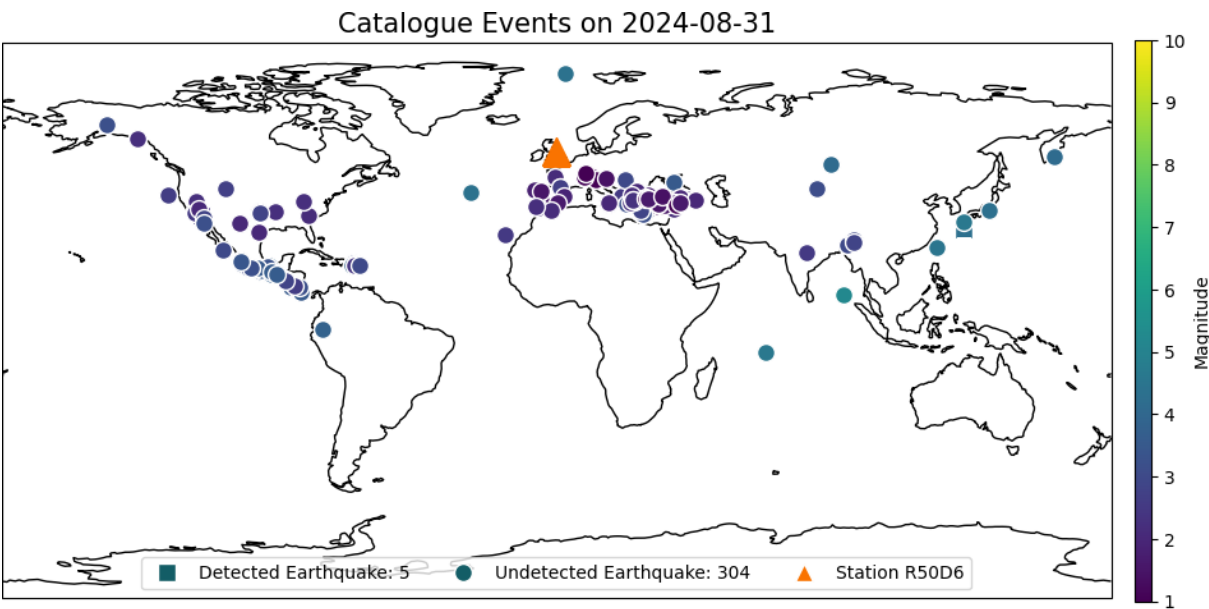 Catalogue Events on 2024-08-31
10
9
8
7
6
5
4
3
2
1
Magnitude
Detected Earthquake: 5
Undetected Earthquake: 304
Station R50D6